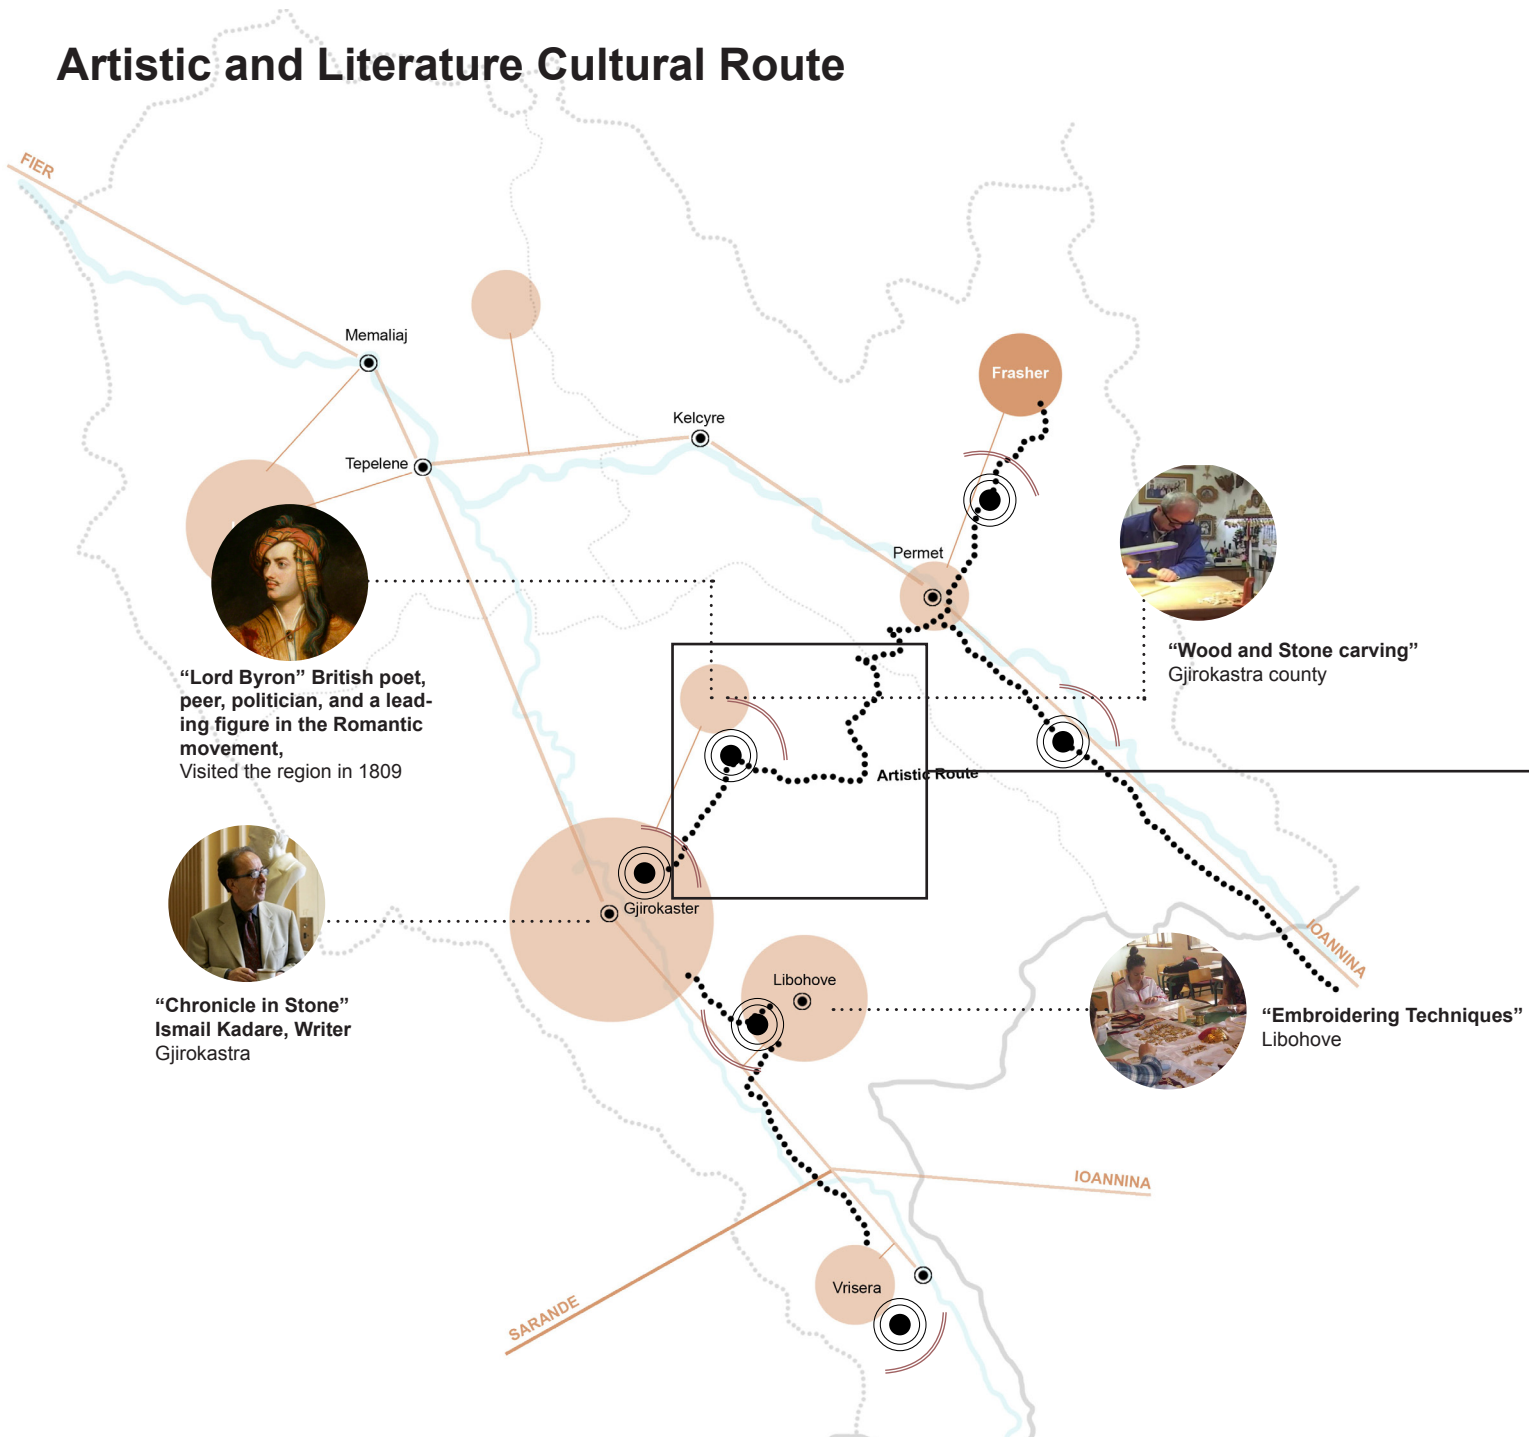 Artistic and Literature Cultural Route
FIER
Memaliaj
Frasher
Kelcyre
Tepelene
Permet
“Wood and Stone carving”
Gjirokastra county
“Lord Byron” British poet,
peer, politician, and a lead-
ing figure in the Romantic
movement,
Visited the region in 1809
Artistic Route
Gjirokaster
IOANNINA
Libohove
“Chronicle in Stone”
Ismail Kadare, Writer
Gjirokastra
“Embroidering Techniques”
Libohove
IOANNINA
Vrisera
SARANDE